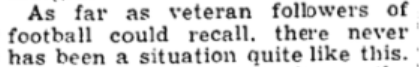 As far as veteran followers of
football could recall. there never
has been a situation quite like this.